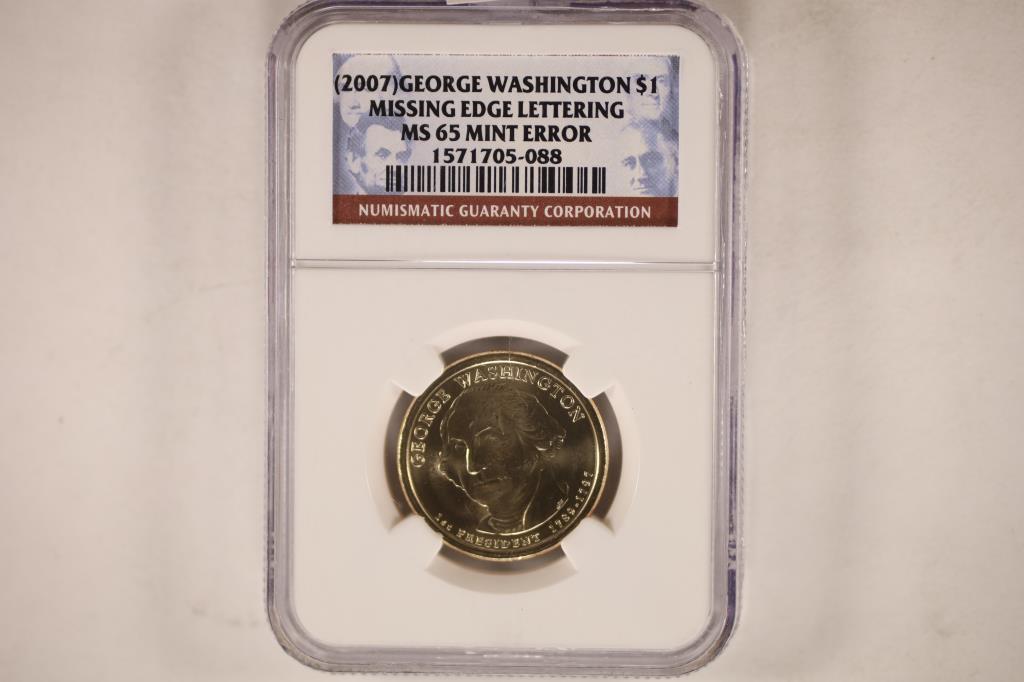 (2007)GEORGE WASHINGTON $1
MISSING EDGE LETTERING
MS 65 MINT ERROR
1571705-088
NUMISMATIC GUARANTY CORPORATION
GEORGE WASHINGTON
1st PRESIDENT 1789-1797